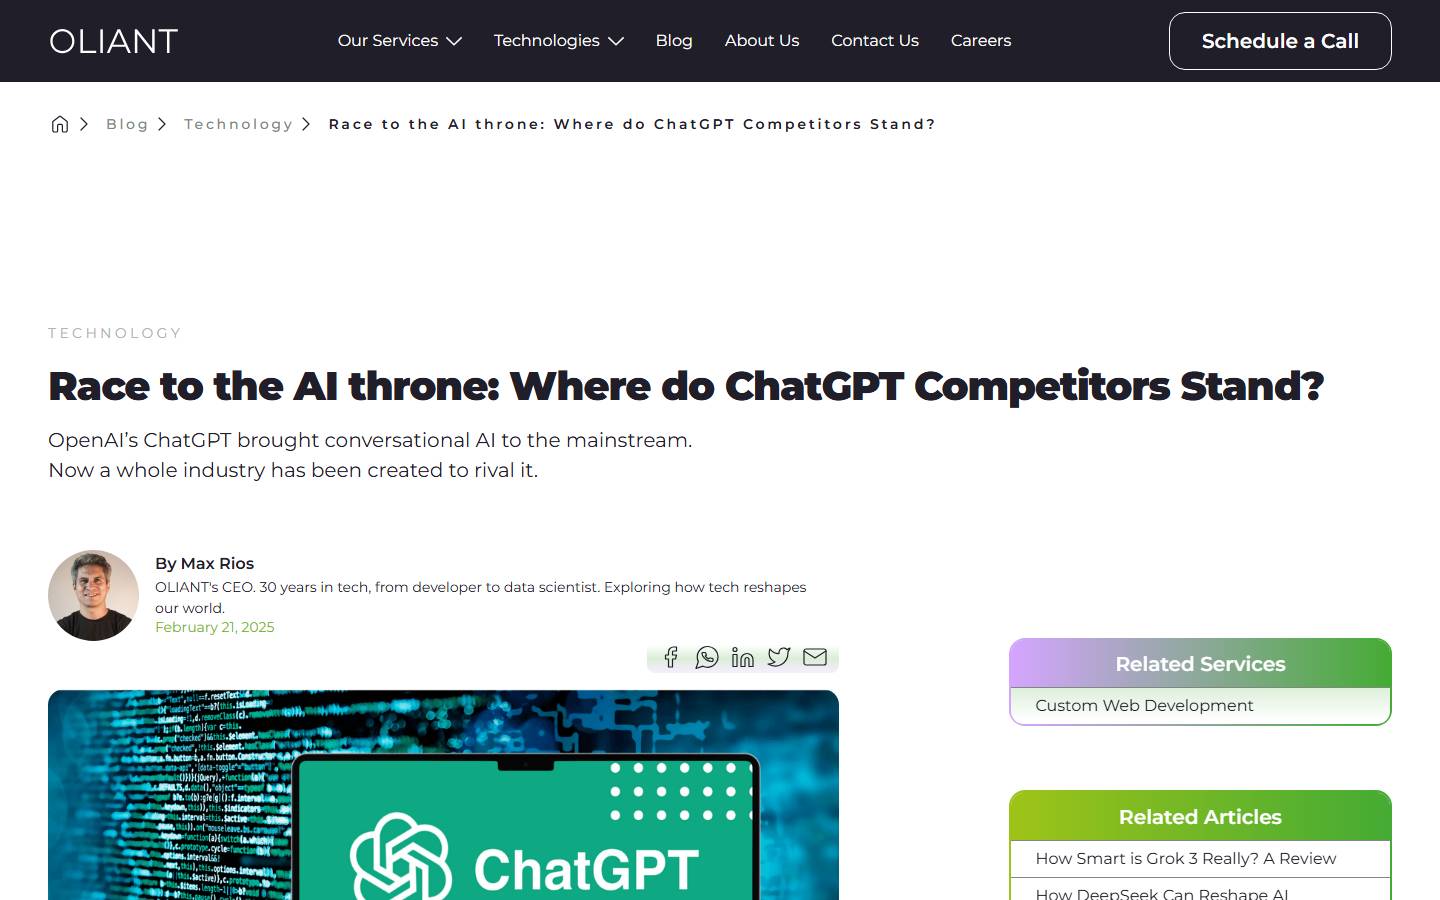 OLIANT
Our Services
Technologies
Blog
About Us
Contact Us
Careers
Schedule a Call
Blog
Technology
Race to the AI throne: Where do ChatGPT Competitors Stand?
TECHNOLOGY
Race to the AI throne: Where do ChatGPT Competitors Stand?
OpenAI's ChatGPT brought conversational AI to the mainstream.
Now a whole industry has been created to rival it.
By Max Rios
OLIANT's CEO. 30 years in tech, from developer to data scientist. Exploring how tech reshapes
our world.
February 21, 2025
ChatGPT
Related Services
Custom Web Development
Related Articles
How Smart is Grok 3 Really? A Review
How DeepSeek Can Reshape AI